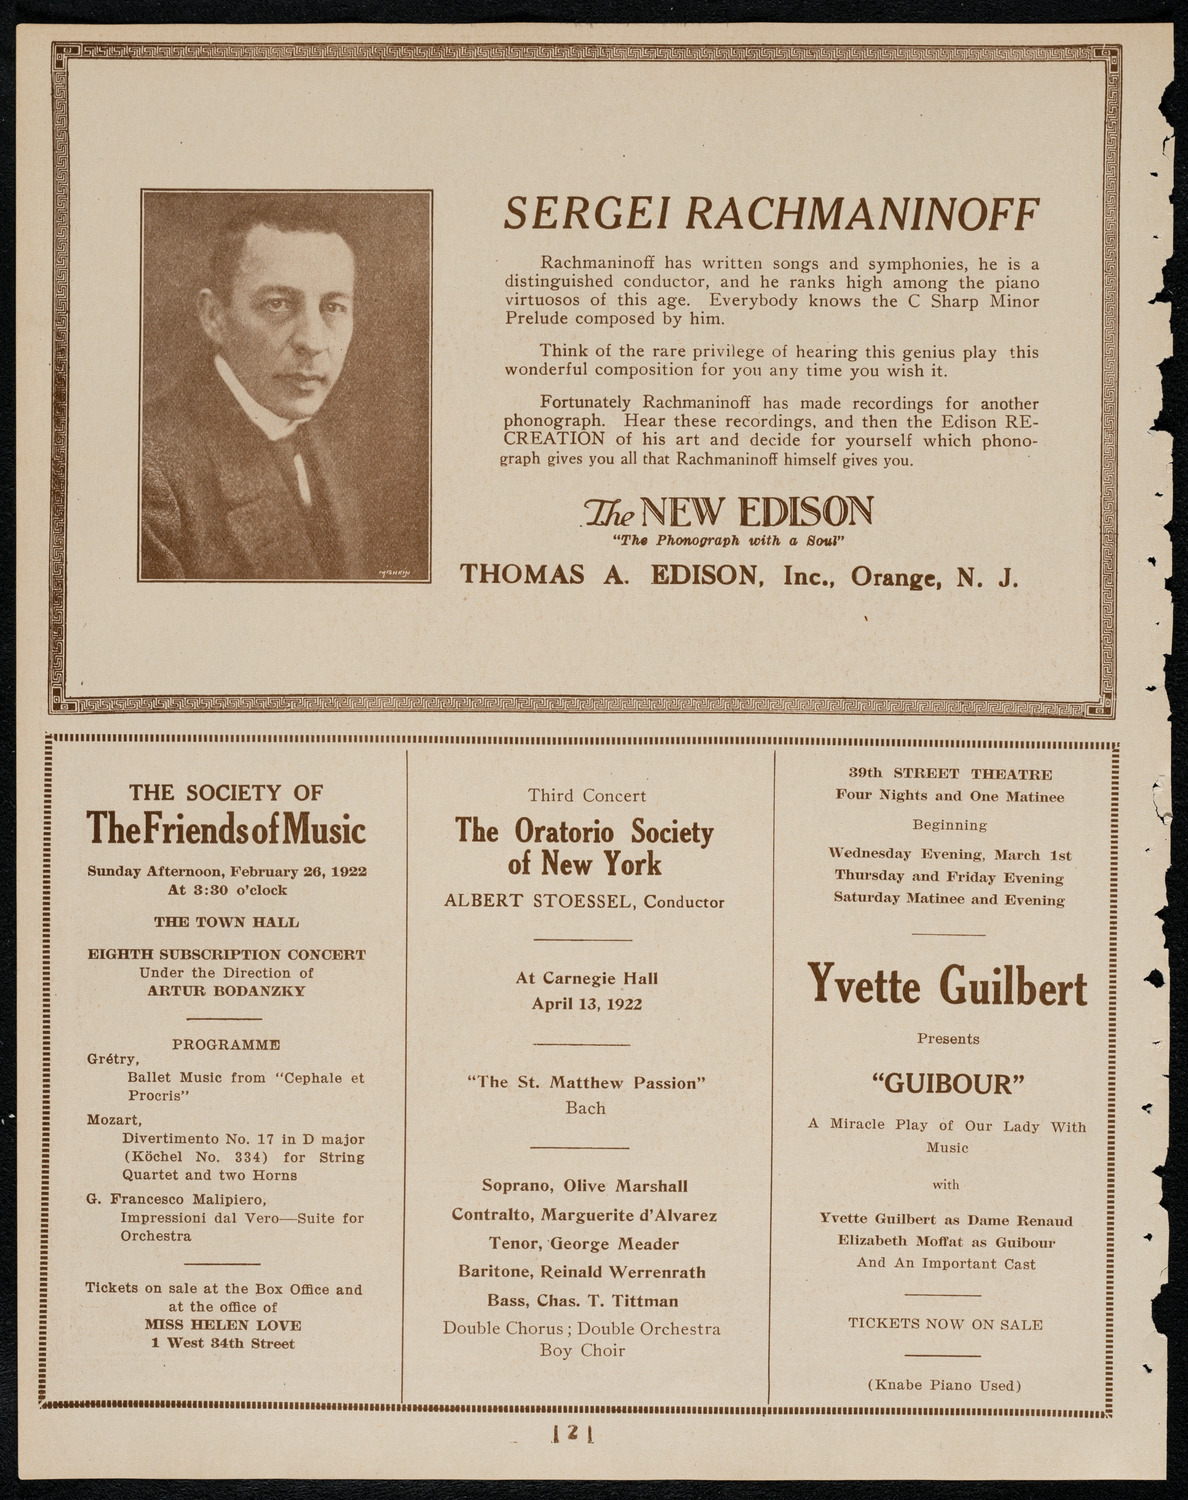 SERGEI RACHMANINOFF
Rachmaninoff has written songs and symphonies, he is a
distinguished conductor, and he ranks high among the piano
virtuosos of this age. Everybody knows the C Sharp Minor
Prelude composed by him.
Think of the rare privilege of hearing this genius play this
wonderful composition for you any time you wish it.
Fortunately Rachmaninoff has made recordings for another
phonograph. Hear these recordings, and then the Edison RE-
CREATION of his art and decide for yourself which phono-
graph gives you all that Rachmaninoff himself gives you.
The NEW EDISON
"The Phonograph with a Soul"
THOMAS A. EDISON, Inc., Orange, N. J.
MISHKIN
THE SOCIETY OF
The Friends of Music
Sunday Afternoon, February 26, 1922
At 3:30 o'clock
THE TOWN HALL
EIGHTH SUBSCRIPTION CONCERT
Under the Direction of
ARTUR BODANZKY
PROGRAMME
Grétry,
Ballet Music from "Cephale et
Procris"
Mozart,
Divertimento No. 17 in D major
(Köchel No. 334) for String
Quartet and two Horns
G. Francesco Malipiero,
Impressioni dal Vero—Suite for
Orchestra
Tickets on sale at the Box Office and
at the office of
MISS HELEN LOVE
1 West 34th Street
Third Concert
The Oratorio Society
of New York
ALBERT STOESSEL, Conductor
At Carnegie Hall
April 13, 1922
"The St. Matthew Passion"
Bach
Soprano, Olive Marshall
Contralto, Marguerite d'Alvarez
Tenor, George Meader
Baritone, Reinald Werrenrath
Bass, Chas. T. Tittman
Double Chorus; Double Orchestra
Boy Choir
39th STREET THEATRE
Four Nights and One Matinee
Beginning
Wednesday Evening, March 1st
Thursday and Friday Evening
Saturday Matinee and Evening
Yvette Guilbert
Presents
"GUIBOUR"
A Miracle Play of Our Lady With
Music
with
Yvette Guilbert as Dame Renaud
Elizabeth Moffat as Guibour
And An Important Cast
TICKETS NOW ON SALE
(Knabe Piano Used)
[2]